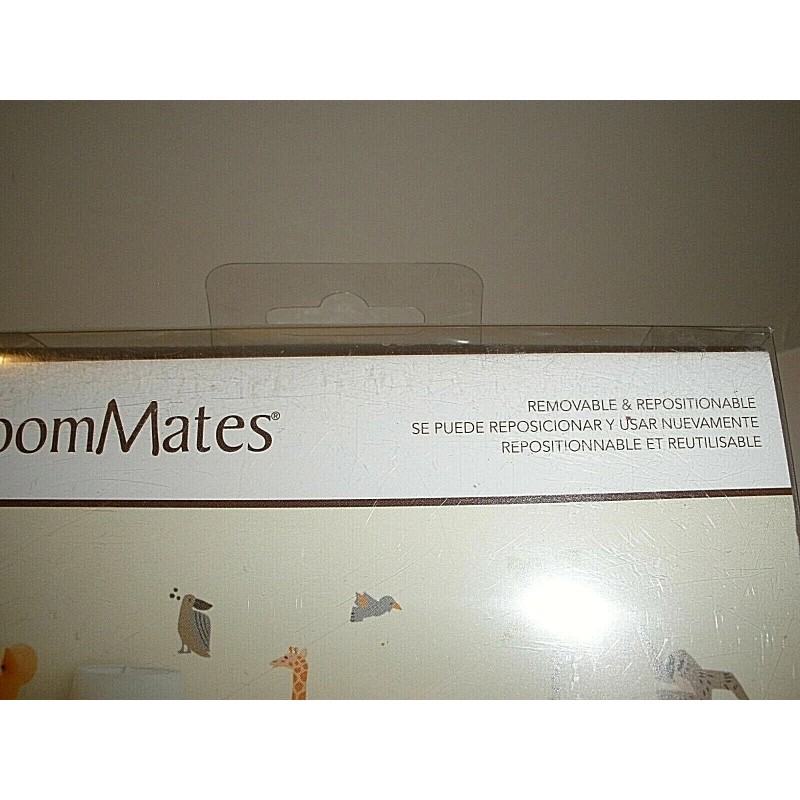 oomMates®
REMOVABLE & REPOSITIONABLE
SE PUEDE REPOSICIONAR Y USAR NUEVAMENTE
REPOSITIONNABLE ET REUTILISABLE